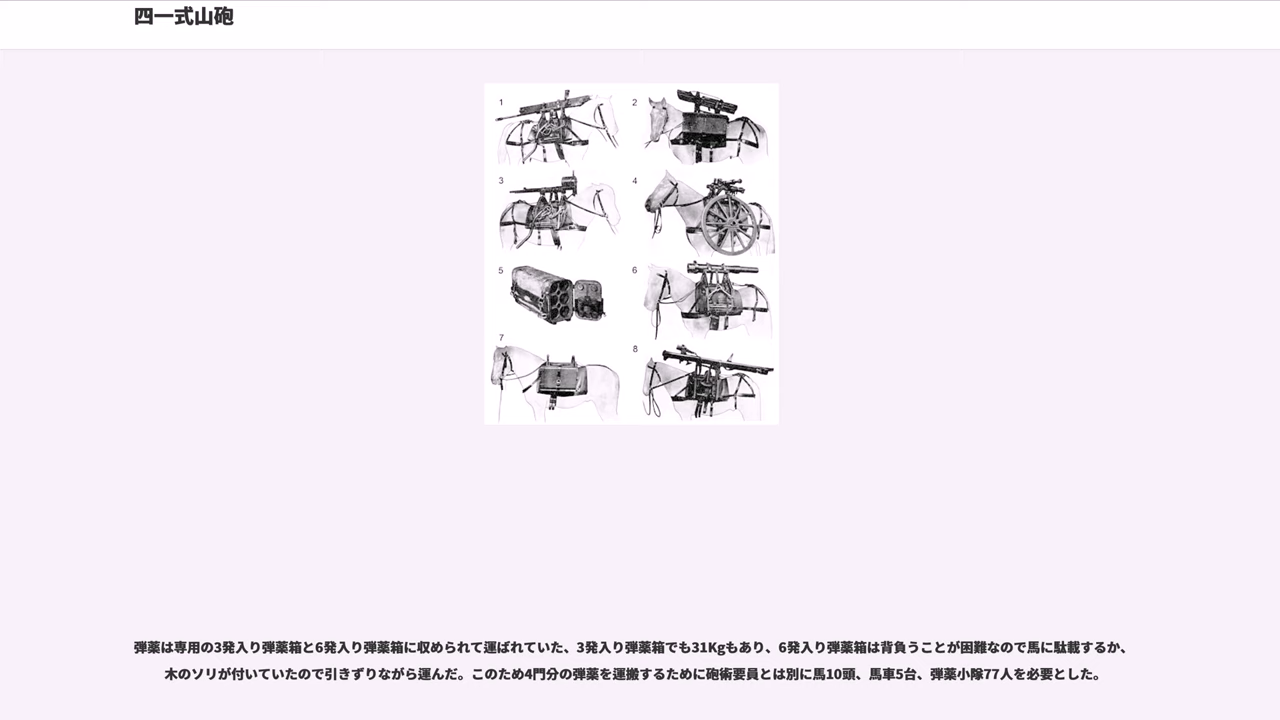 四一式山砲
1
2
3
4
5
6
7
8
弾薬は専用の3発入り弾薬箱と6発入り弾薬箱に収められて運ばれていた、3発入り弾薬箱でも31Kgもあり、6発入り弾薬箱は背負うことが困難なので馬に駄載するか、
木のソリが付いていたので引きずりながら運んだ。このため4門分の弾薬を運搬するために砲術要員とは別に馬10頭、馬車5台、弾薬小隊77人を必要とした。